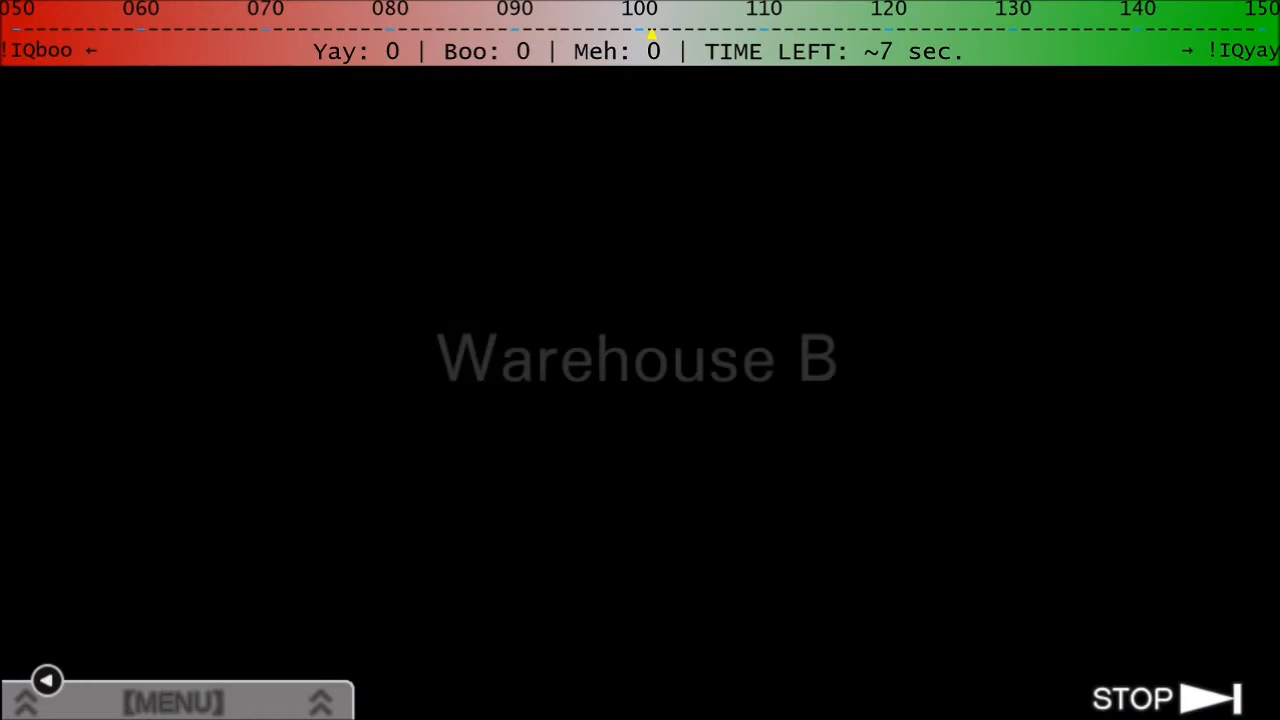 050 060 070 080 090 100 110 120 130 140 150
!IQboo ← Yay: 0 | Boo: 0 | Meh: 0 | TIME LEFT: ~7 sec. → !IQyay
Warehouse B
【MENU】
STOP